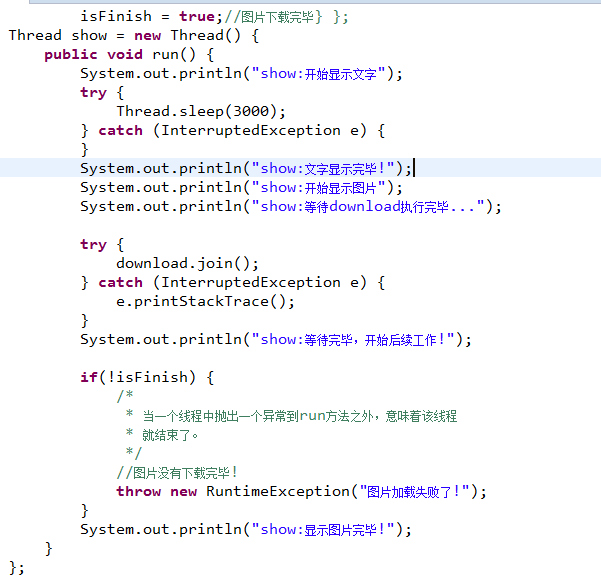 isFinish = true;//图片下载完毕} };
Thread show = new Thread() {
public void run() {
System.out.println("show:开始显示文字");
try {
Thread.sleep(3000);
} catch (InterruptedException e) {
}
System.out.println("show:文字显示完毕!");
System.out.println("show:开始显示图片");
System.out.println("show:等待download执行完毕...");
try {
download.join();
} catch (InterruptedException e) {
e.printStackTrace();
}
System.out.println("show:等待完毕，开始后续工作!");
if(!isFinish) {
/*
* 当一个线程中抛出一个异常到run方法之外，意味着该线程
* 就结束了。
*/
//图片没有下载完毕!
throw new RuntimeException("图片加载失败了!");
}
System.out.println("show:显示图片完毕!");
}
};